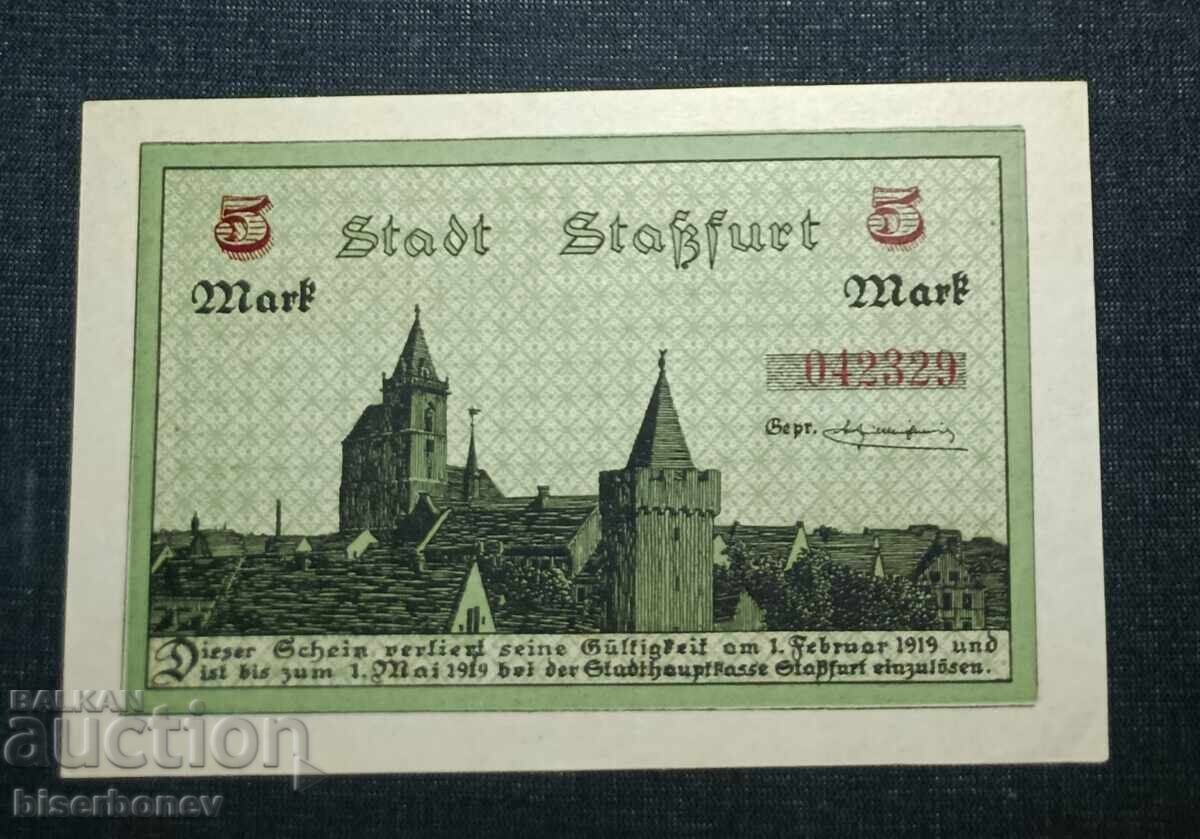 5 Stadt Staßfurt 5
Mark Mark
042329
Gepr.
Dieser Schein verliert seine Gültigkeit am 1. Februar 1919 und
ist bis zum 1. Mai 1919 bei der Stadthauptkasse Staßfurt einzulösen.
BALKAN
auction
biserbonev